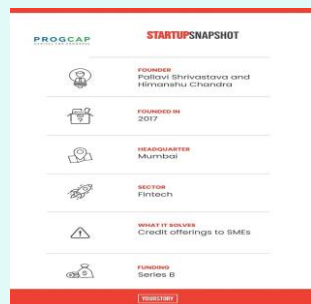 PROGCAP
STARTUPSNAPSHOT
FOUNDER
Pallavi Shrivastava and
Himanshu Chandra
FOUNDED IN
2017
HEADQUARTER
Mumbai
SECTOR
Fintech
WHAT IT SOLVES
Credit offerings to SMEs
FUNDING
Series B
YOURSTORY